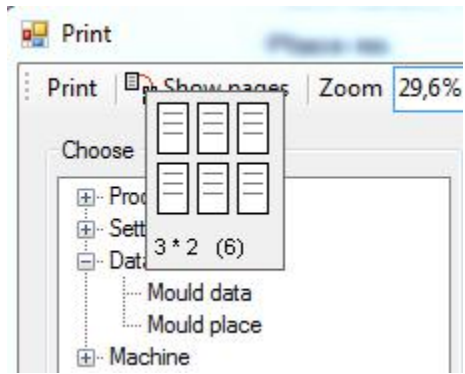 Print
Print Show pages Zoom 29,6%
Choose
3 * 2 (6)
Mould data
Mould place
Machine